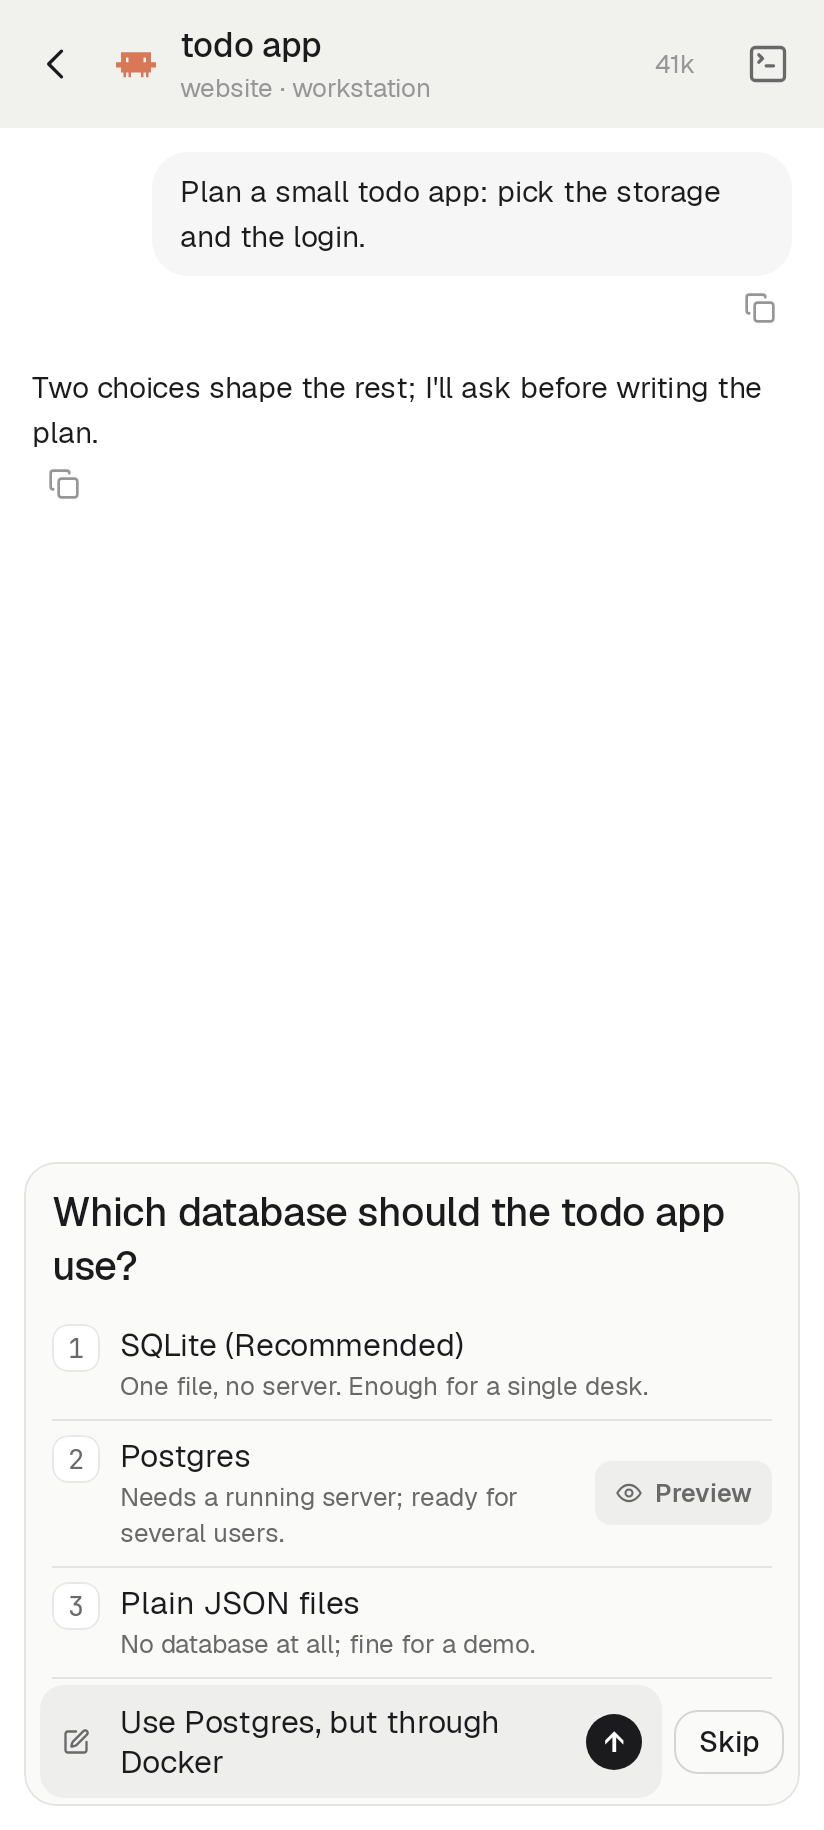 todo app
website · workstation
41k
Plan a small todo app: pick the storage
and the login.
Two choices shape the rest; I'll ask before writing the
plan.
Which database should the todo app
use?
1
SQLite (Recommended)
One file, no server. Enough for a single desk.
2
Postgres
Needs a running server; ready for
several users.
Preview
3
Plain JSON files
No database at all; fine for a demo.
Use Postgres, but through
Docker
Skip